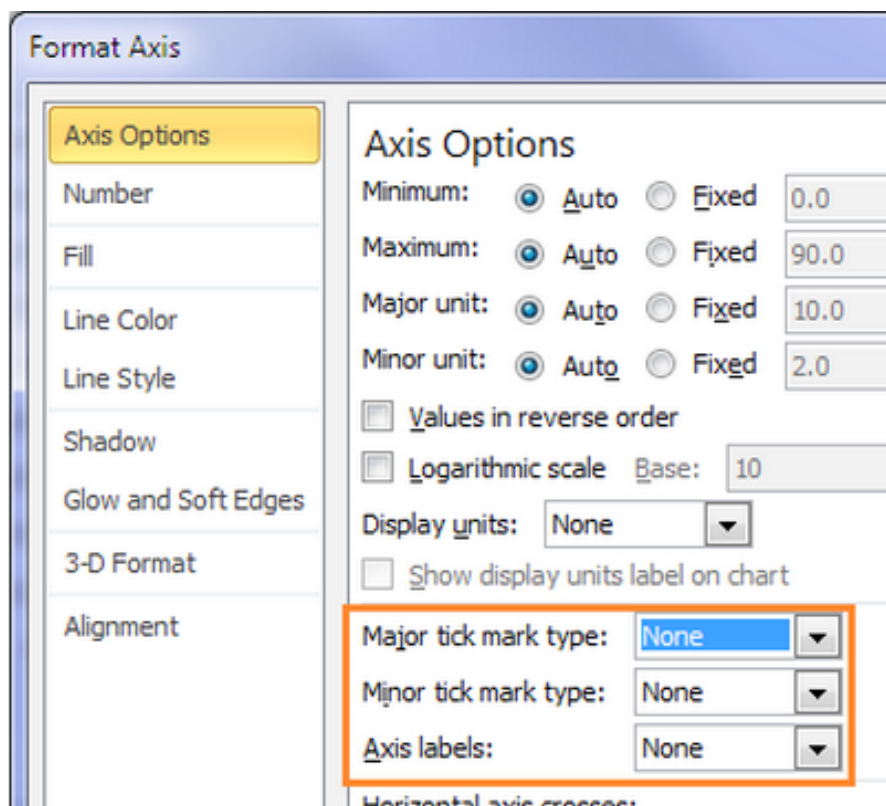 Format Axis
Axis Options
Number
Fill
Line Color
Line Style
Shadow
Glow and Soft Edges
3-D Format
Alignment
Axis Options
Minimum: Auto Fixed 0.0
Maximum: Auto Fixed 90.0
Major unit: Auto Fixed 10.0
Minor unit: Auto Fixed 2.0
Values in reverse order
Logarithmic scale Base: 10
Display units: None
Show display units label on chart
Major tick mark type: None
Minor tick mark type: None
Axis labels: None
Horizontal axis crosses: